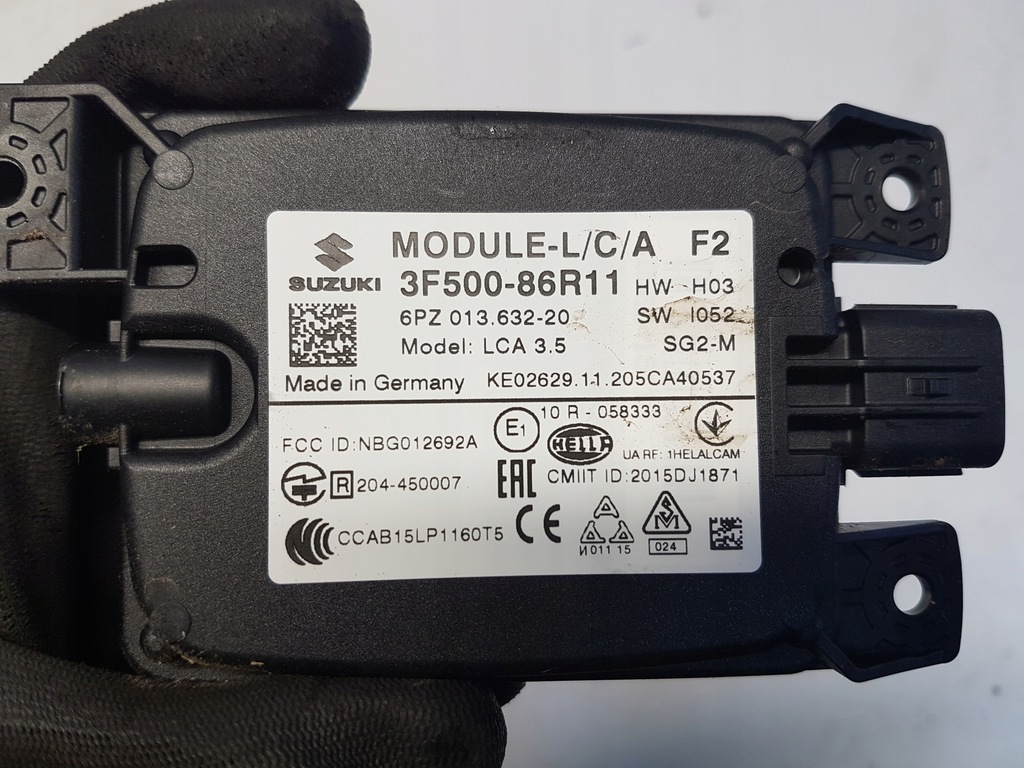 MODULE-L/C/A F2
SUZUKI 3F500-86R11 HW H03
6PZ 013.632-20 SW I052
Model: LCA 3.5 SG2-M
Made in Germany KE02629.11.205CA40537
E1 10 R - 058333
FCC ID:NBG012692A HELLA UA RF: 1HELALCAM
R 204-450007 EAC CMIIT ID:2015DJ1871
CCAB15LP1160T5 CE
И011 15 SM 024